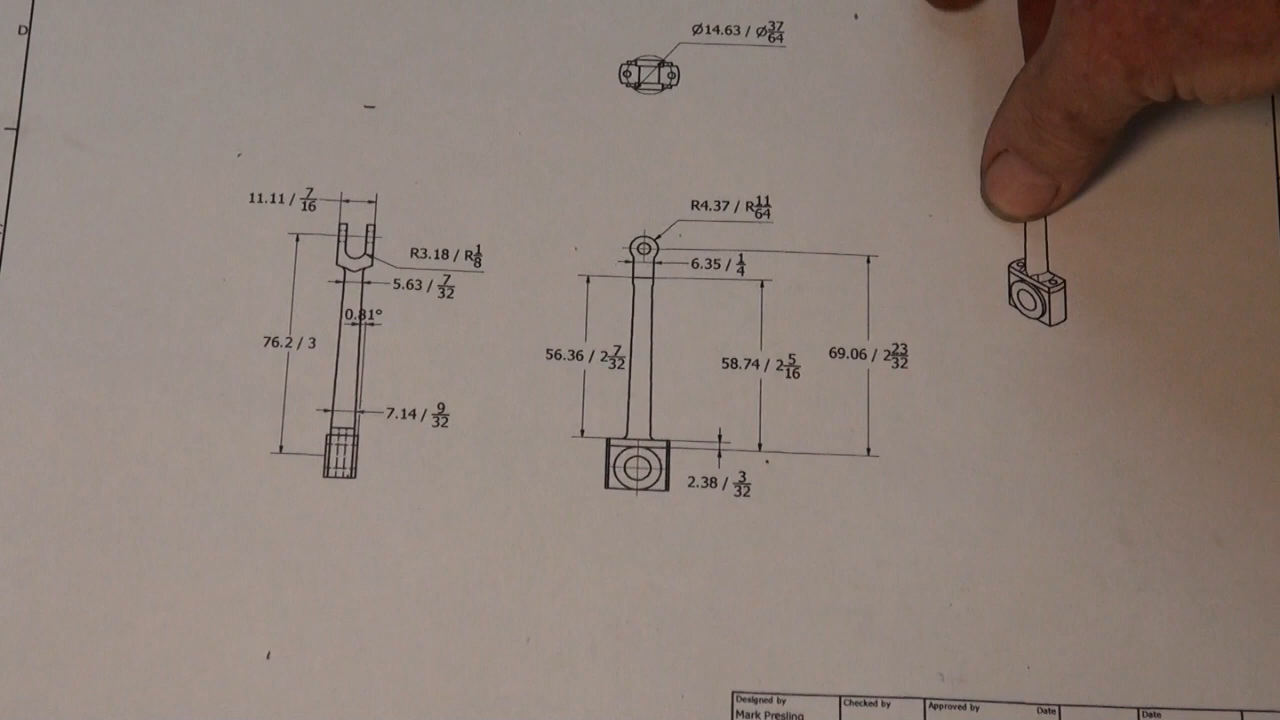 D
Ø14.63 / Ø37/64
11.11 / 7/16
R4.37 / R11/64
R3.18 / R1/8
6.35 / 1/4
5.63 / 7/32
0.81°
76.2 / 3
56.36 / 2 7/32
58.74 / 2 5/16
69.06 / 2 23/32
7.14 / 9/32
2.38 / 3/32
Designed by
Checked by
Approved by
Date
Date
Mark Presling